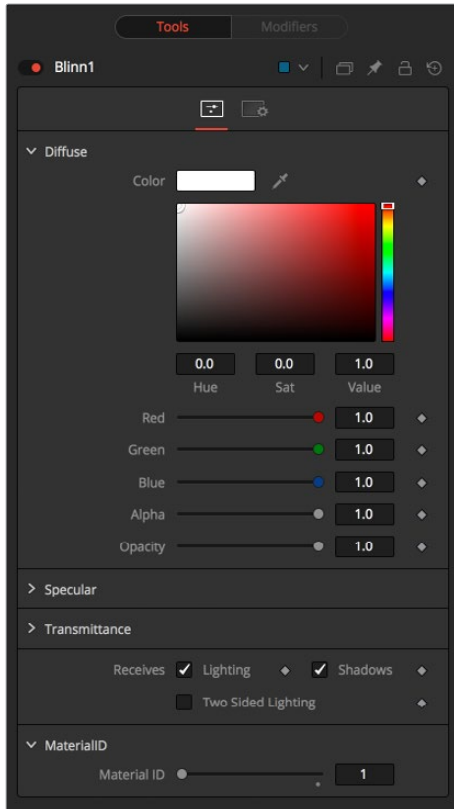 Tools Modifiers
Blinn1
Diffuse
Color
0.0 0.0 1.0
Hue Sat Value
Red 1.0
Green 1.0
Blue 1.0
Alpha 1.0
Opacity 1.0
Specular
Transmittance
Receives Lighting Shadows
Two Sided Lighting
MaterialID
Material ID 1